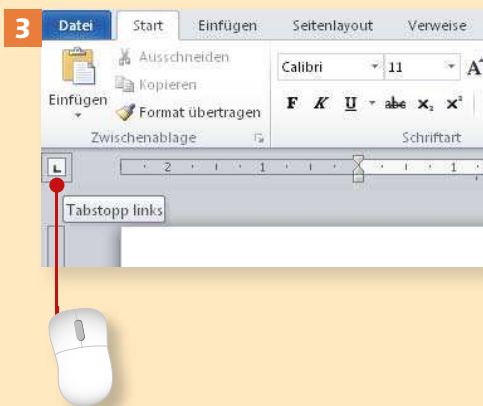 3
Datei Start Einfügen Seitenlayout Verweise
Ausschneiden
Kopieren
Einfügen
Format übertragen
Zwischenablage
Calibri 11 A
F K U abc x₂ x²
Schriftart
L
2 1 1
Tabstopp links